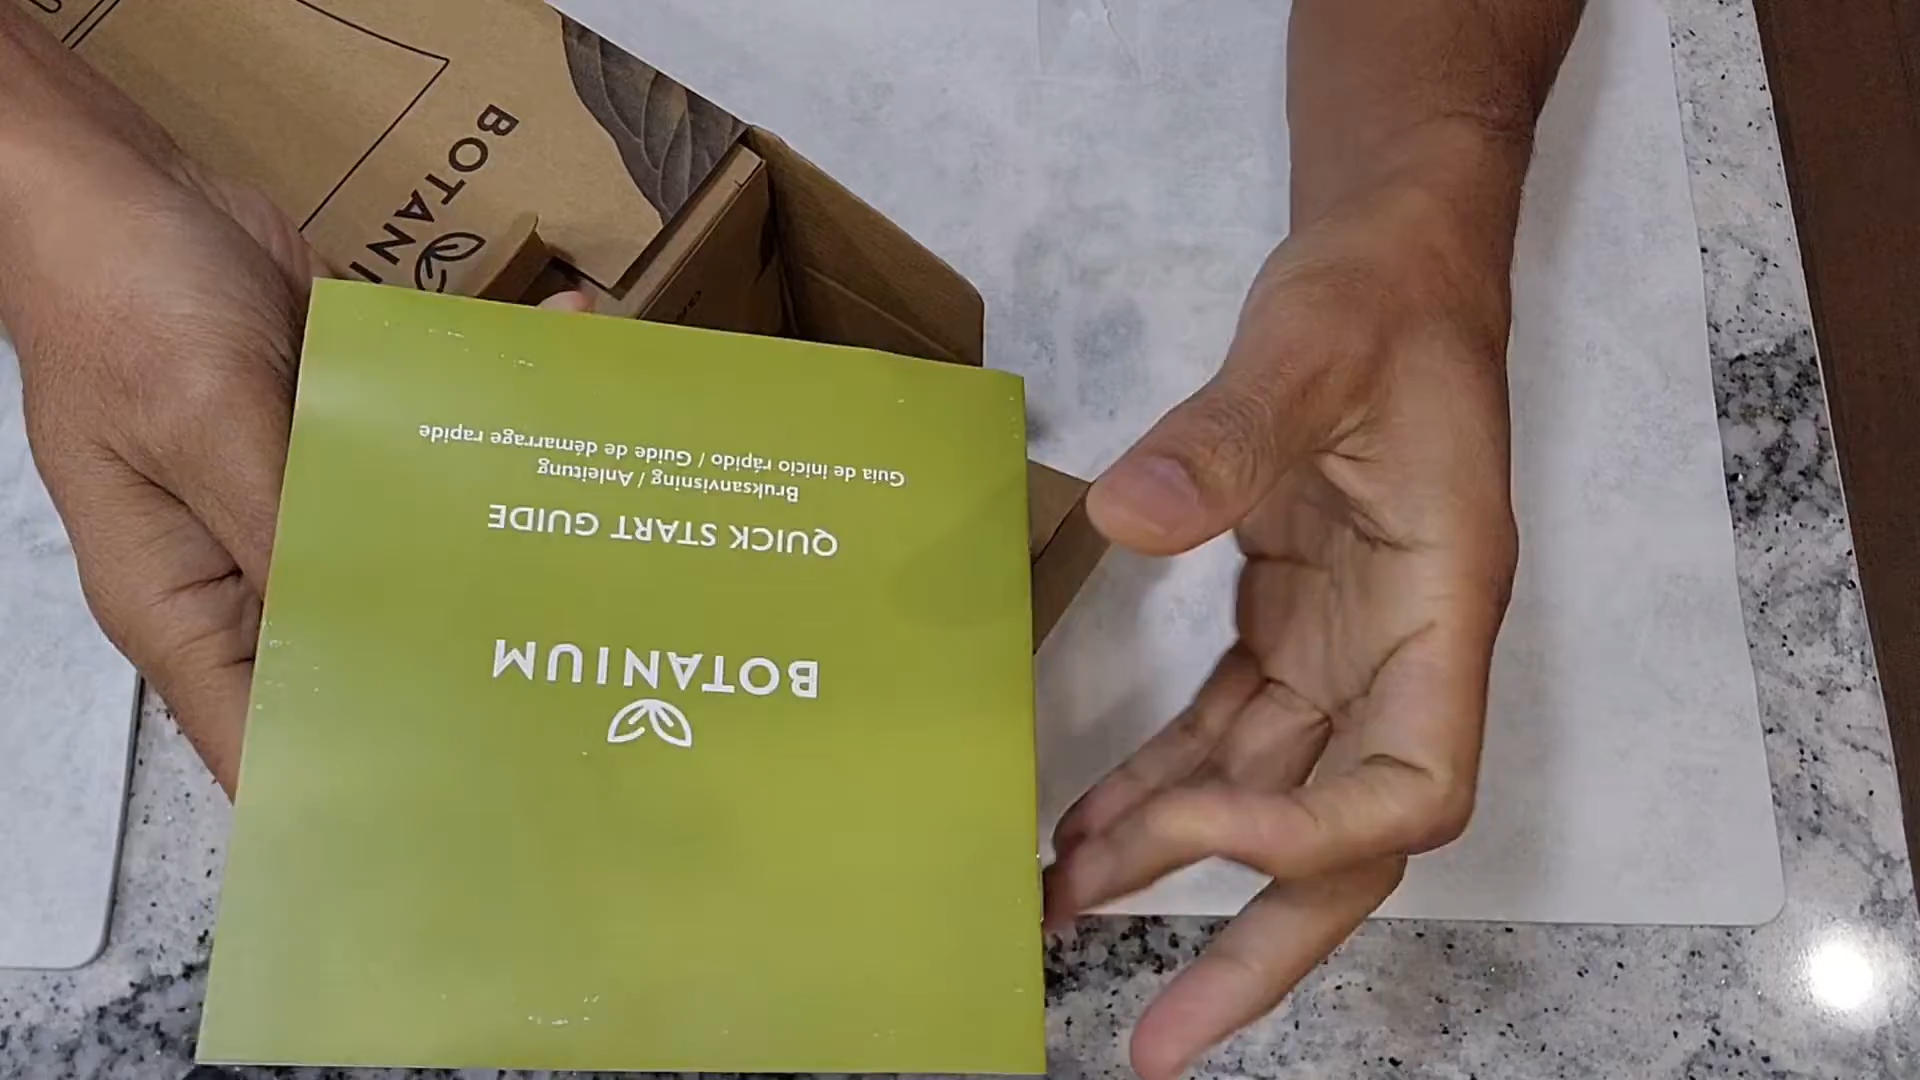 BOTANIUM
QUICK START GUIDE
Bruksanvisning / Anleitung
Guía de inicio rápido / Guide de démarrage rapide
BOTANI